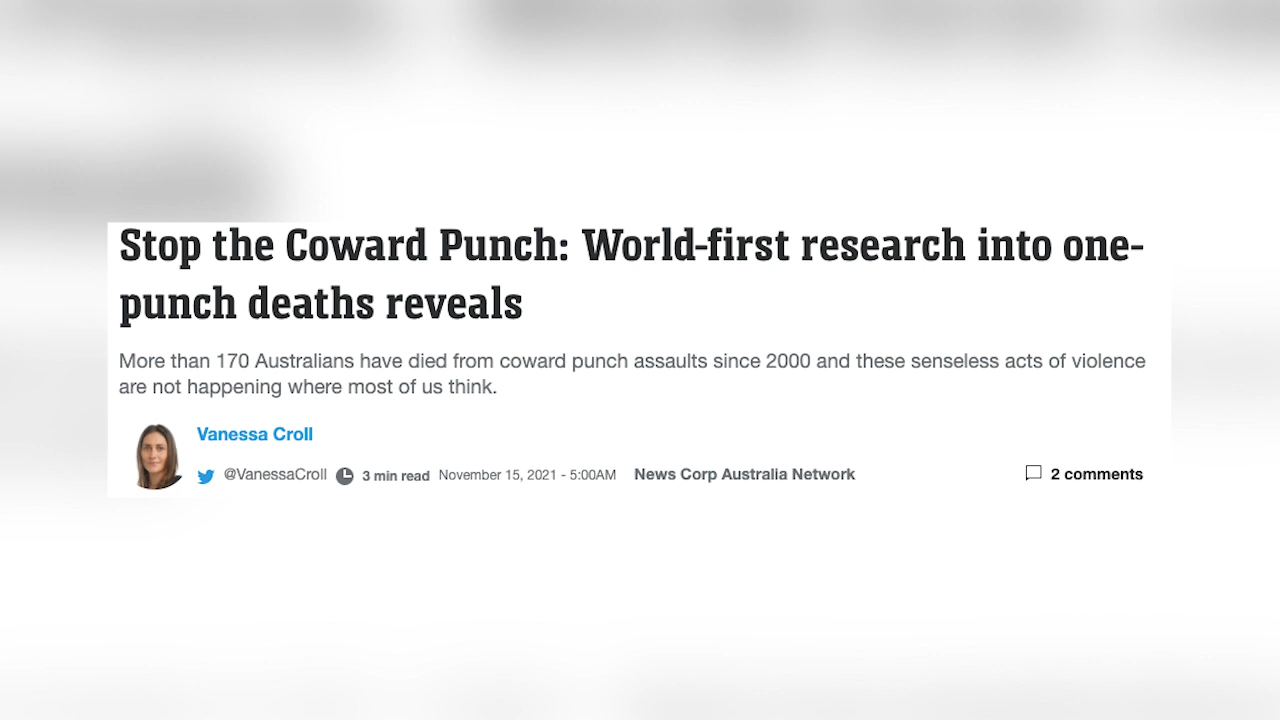 Stop the Coward Punch: World-first research into one-
punch deaths reveals
More than 170 Australians have died from coward punch assaults since 2000 and these senseless acts of violence
are not happening where most of us think.
Vanessa Croll
@VanessaCroll 3 min read November 15, 2021 - 5:00AM News Corp Australia Network 2 comments